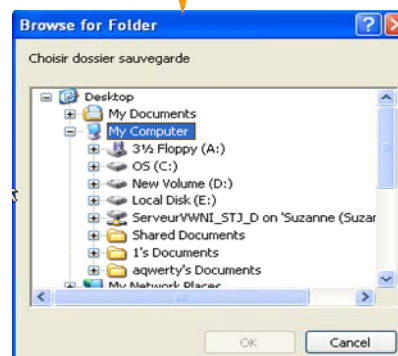 Browse for Folder
Choisir dossier sauvegarde
Desktop
My Documents
My Computer
3½ Floppy (A:)
OS (C:)
New Volume (D:)
Local Disk (E:)
ServeurVWNI_STJ_D on 'Suzanne (Suzar
Shared Documents
1's Documents
aqwerty's Documents
My Network Places
OK Cancel